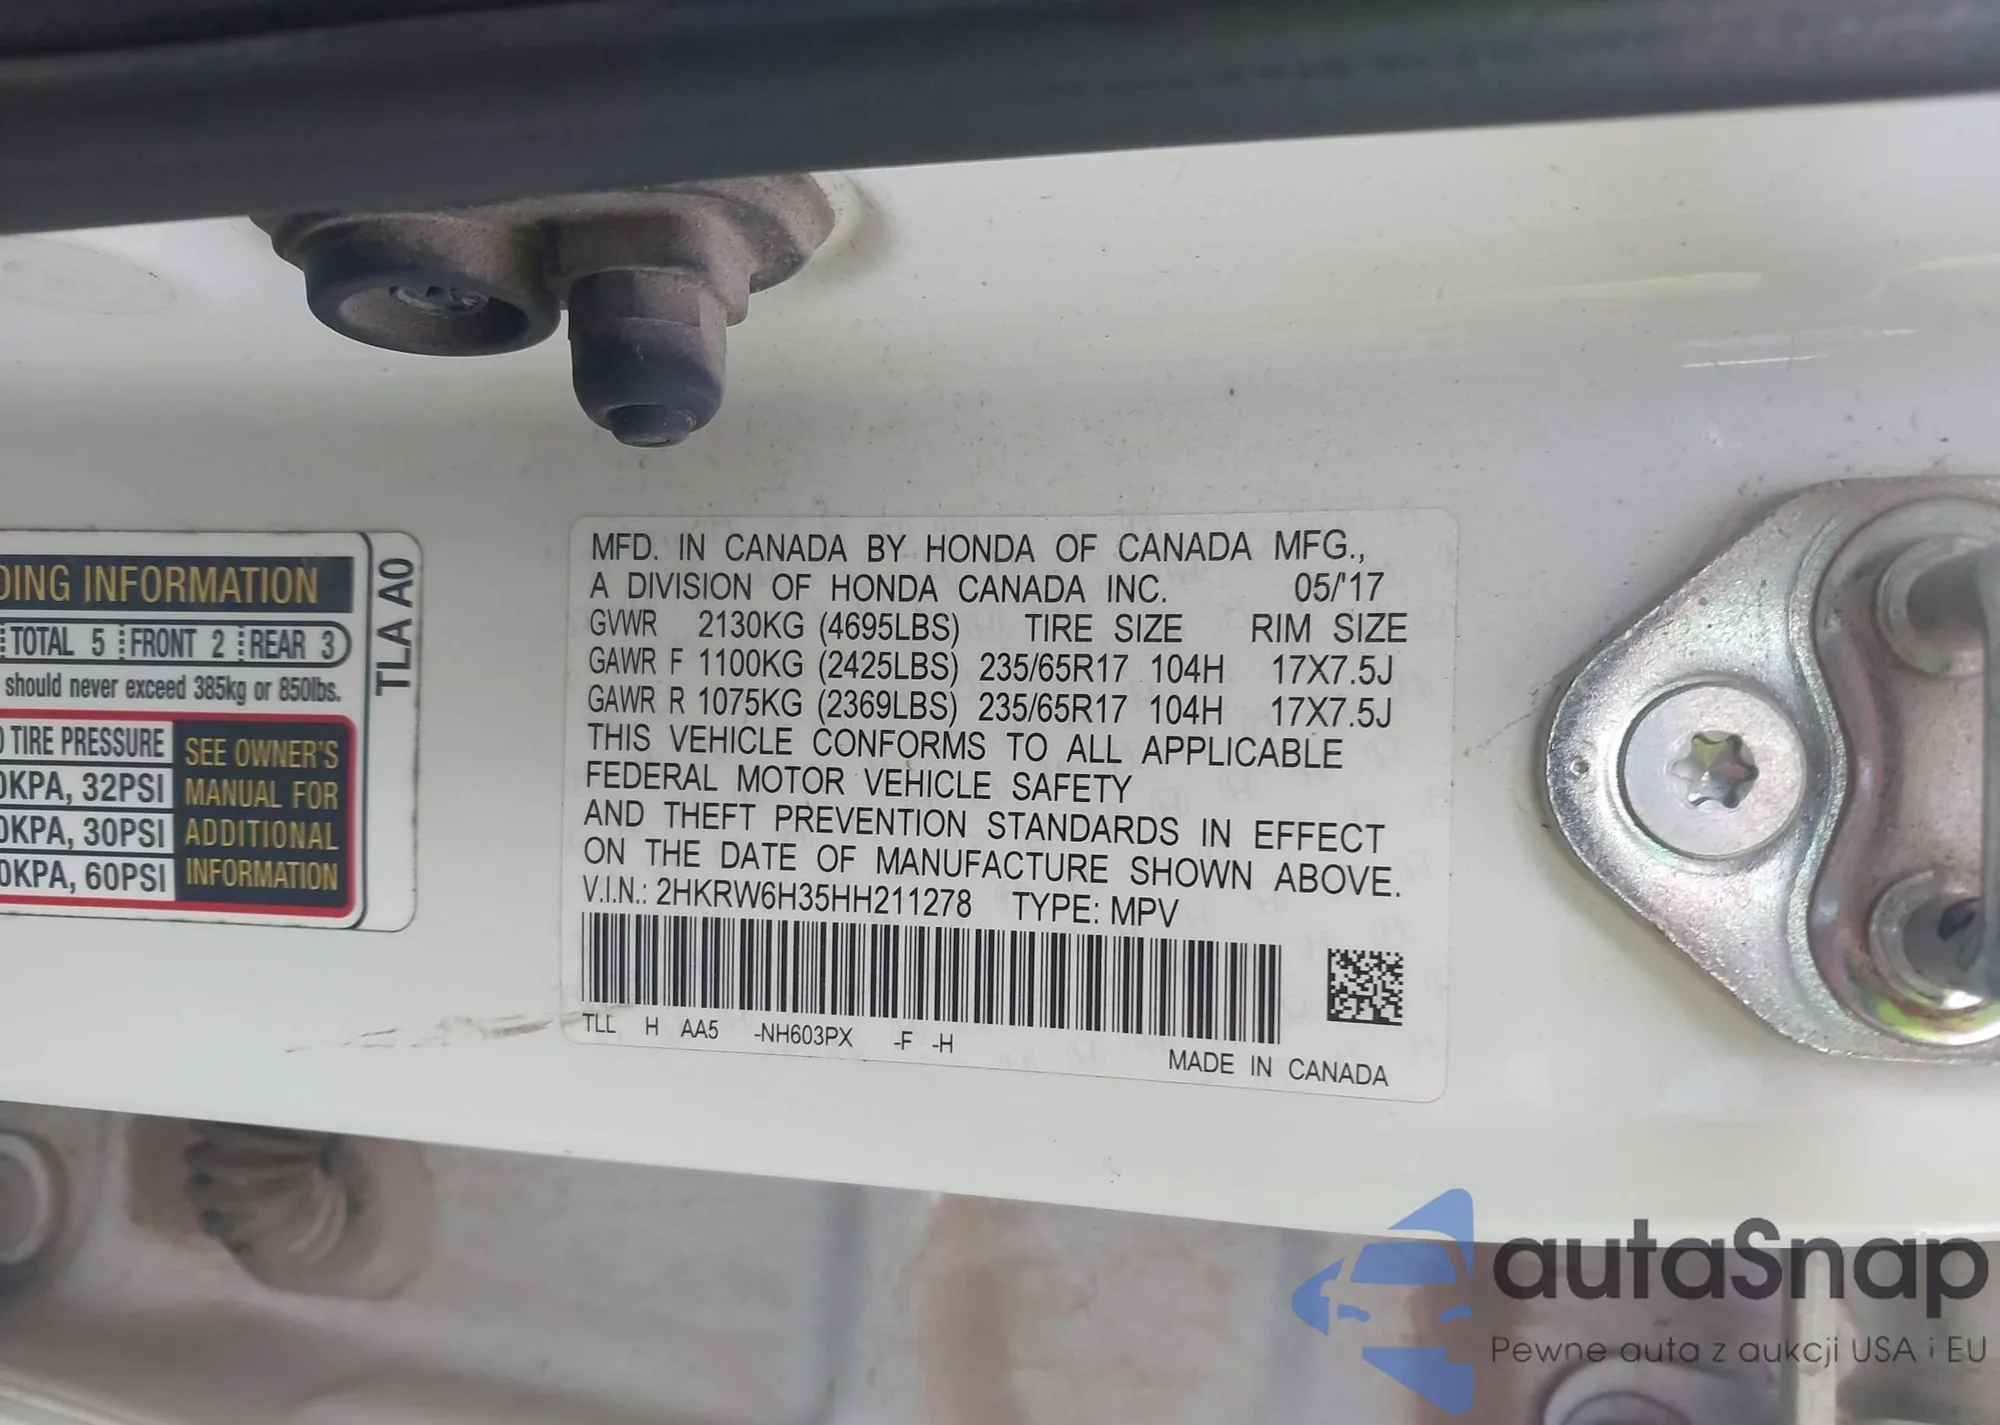 DING INFORMATION
TOTAL 5 FRONT 2 REAR 3
should never exceed 385kg or 850lbs.
TIRE PRESSURE
0KPA, 32PSI
0KPA, 30PSI
0KPA, 60PSI
SEE OWNER'S
MANUAL FOR
ADDITIONAL
INFORMATION
TLA A0
MFD. IN CANADA BY HONDA OF CANADA MFG.,
A DIVISION OF HONDA CANADA INC. 05/'17
GVWR 2130KG (4695LBS) TIRE SIZE RIM SIZE
GAWR F 1100KG (2425LBS) 235/65R17 104H 17X7.5J
GAWR R 1075KG (2369LBS) 235/65R17 104H 17X7.5J
THIS VEHICLE CONFORMS TO ALL APPLICABLE
FEDERAL MOTOR VEHICLE SAFETY
AND THEFT PREVENTION STANDARDS IN EFFECT
ON THE DATE OF MANUFACTURE SHOWN ABOVE.
V.I.N.: 2HKRW6H35HH211278 TYPE: MPV
TLL H AA5 -NH603PX -F -H
MADE IN CANADA
autaSnap
Pewne auta z aukcji USA i EU